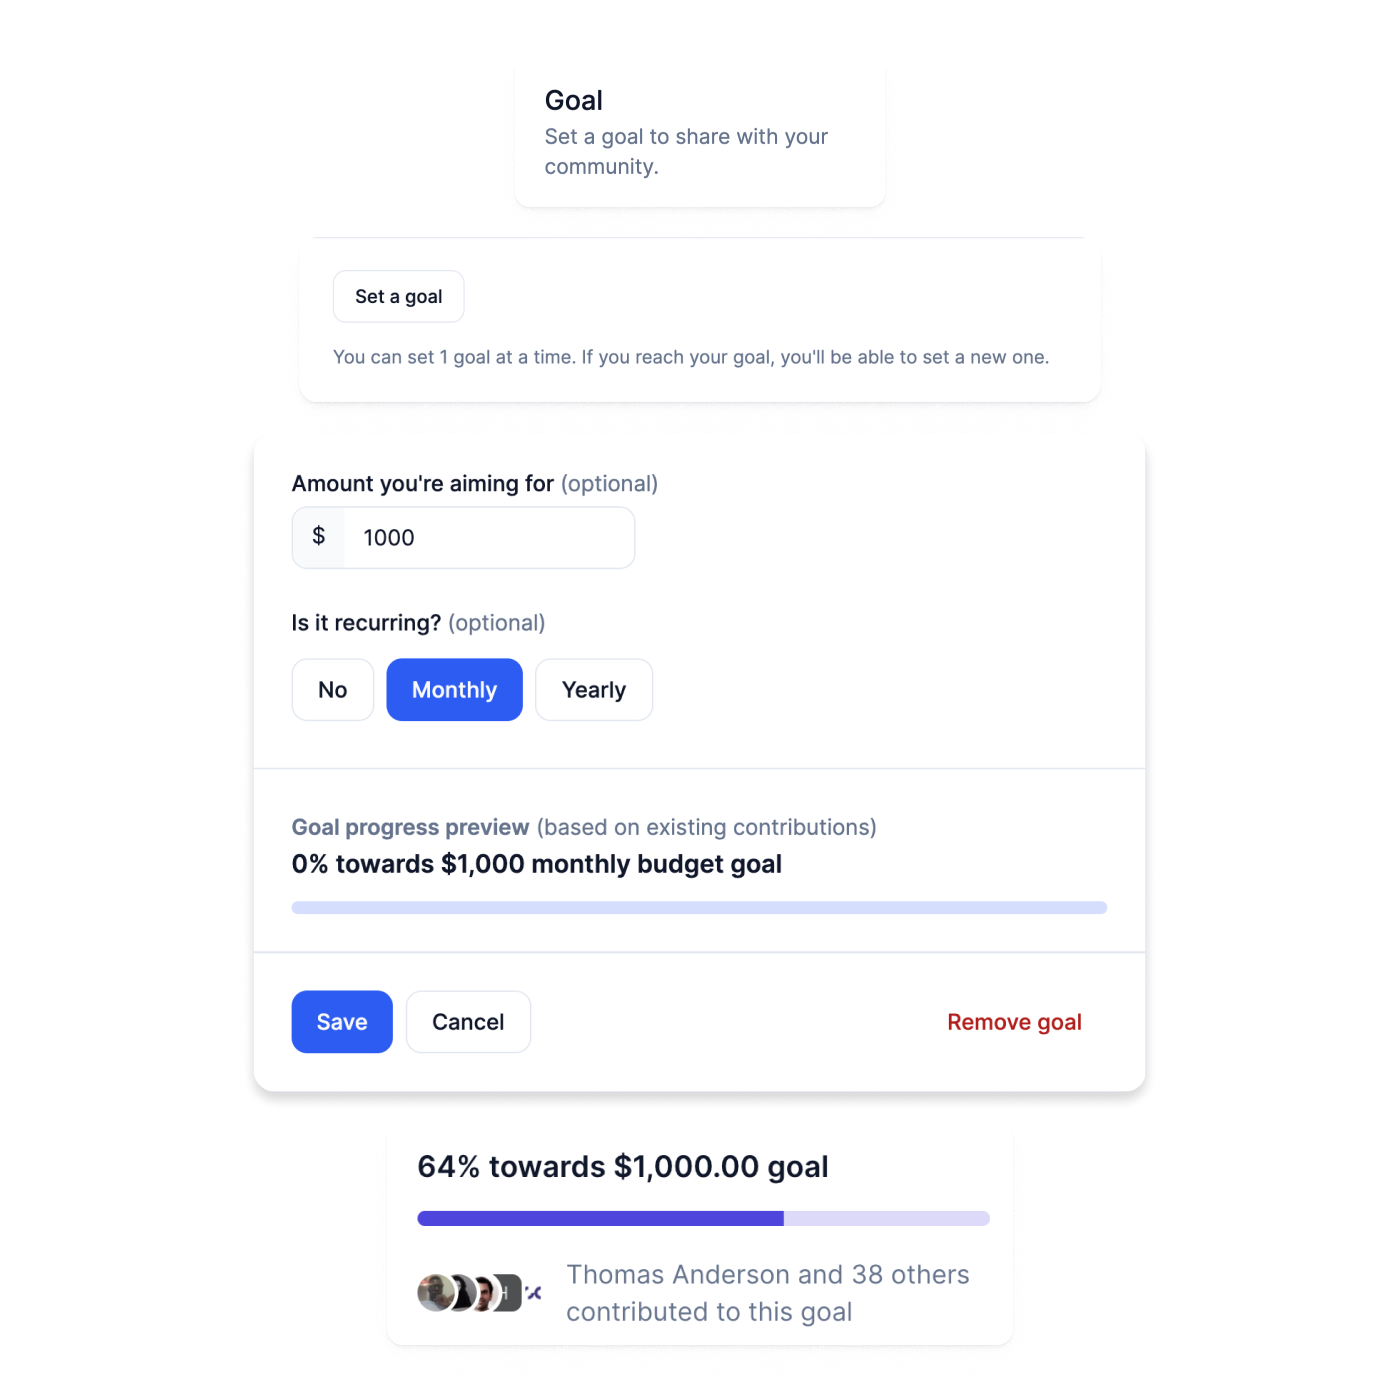 Goal
Set a goal to share with your
community.
Set a goal
You can set 1 goal at a time. If you reach your goal, you'll be able to set a new one.
Amount you're aiming for (optional)
$ 1000
Is it recurring? (optional)
No Monthly Yearly
Goal progress preview (based on existing contributions)
0% towards $1,000 monthly budget goal
Save Cancel Remove goal
64% towards $1,000.00 goal
H
Thomas Anderson and 38 others
contributed to this goal